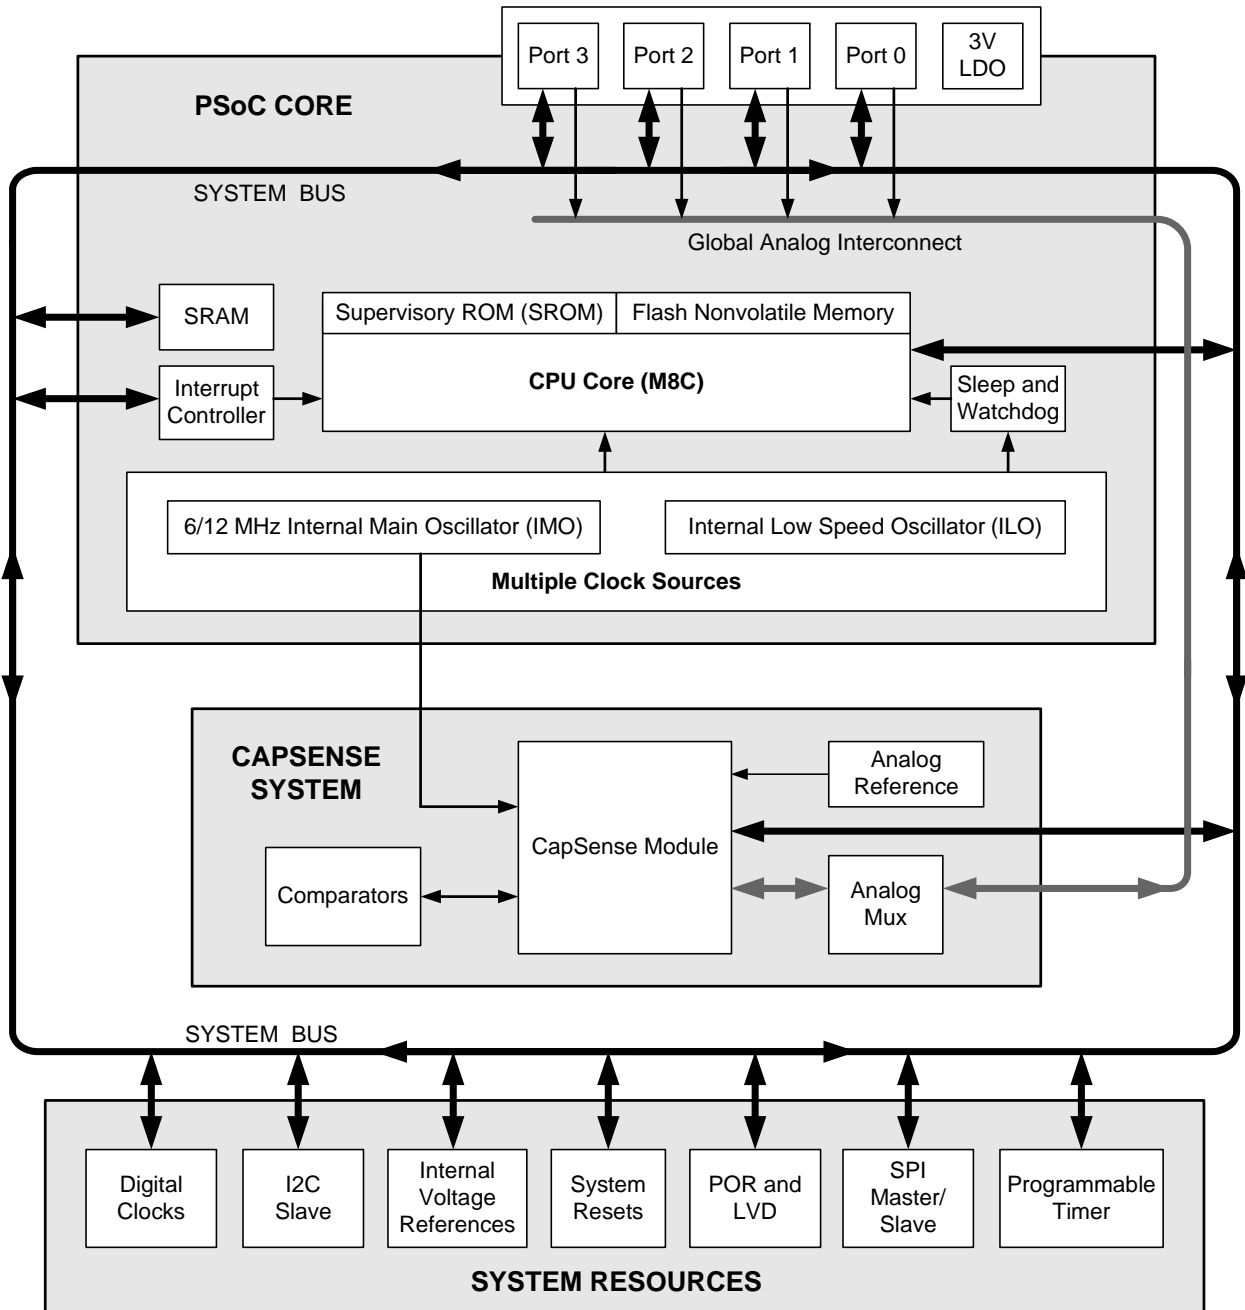 Port 3
Port 2
Port 1
Port 0
3V
LDO
PSoC CORE
SYSTEM BUS
Global Analog Interconnect
SRAM
Supervisory ROM (SROM)
Flash Nonvolatile Memory
CPU Core (M8C)
Interrupt
Controller
Sleep and
Watchdog
6/12 MHz Internal Main Oscillator (IMO)
Internal Low Speed Oscillator (ILO)
Multiple Clock Sources
CAPSENSE
SYSTEM
Analog
Reference
CapSense Module
Comparators
Analog
Mux
SYSTEM BUS
Digital
Clocks
I2C
Slave
Internal
Voltage
References
System
Resets
POR and
LVD
SPI
Master/
Slave
Programmable
Timer
SYSTEM RESOURCES